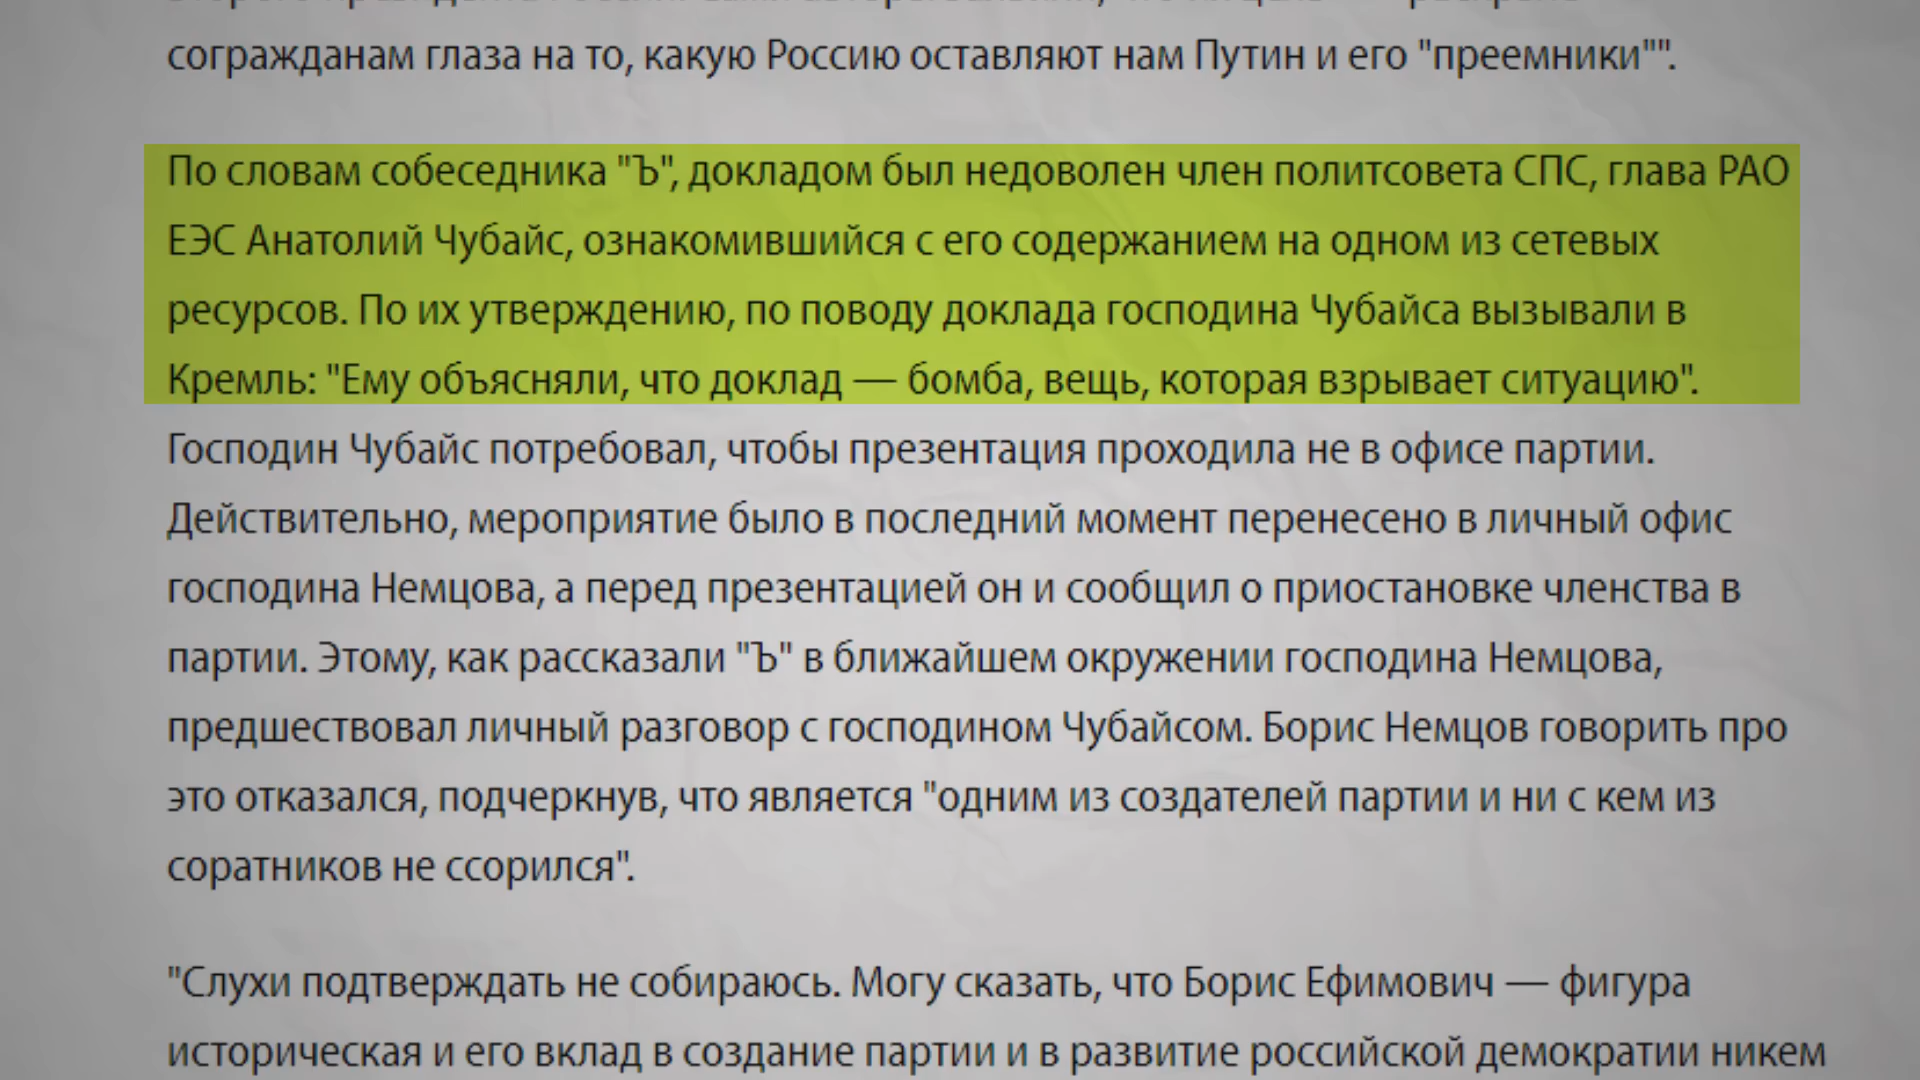 согражданам глаза на то, какую Россию оставляют нам Путин и его "преемники"".
По словам собеседника "Ъ", докладом был недоволен член политсовета СПС, глава РАО
ЕЭС Анатолий Чубайс, ознакомившийся с его содержанием на одном из сетевых
ресурсов. По их утверждению, по поводу доклада господина Чубайса вызывали в
Кремль: "Ему объясняли, что доклад — бомба, вещь, которая взрывает ситуацию".
Господин Чубайс потребовал, чтобы презентация проходила не в офисе партии.
Действительно, мероприятие было в последний момент перенесено в личный офис
господина Немцова, а перед презентацией он и сообщил о приостановке членства в
партии. Этому, как рассказали "Ъ" в ближайшем окружении господина Немцова,
предшествовал личный разговор с господином Чубайсом. Борис Немцов говорить про
это отказался, подчеркнув, что является "одним из создателей партии и ни с кем из
соратников не ссорился".
"Слухи подтверждать не собираюсь. Могу сказать, что Борис Ефимович — фигура
историческая и его вклад в создание партии и в развитие российской демократии никем